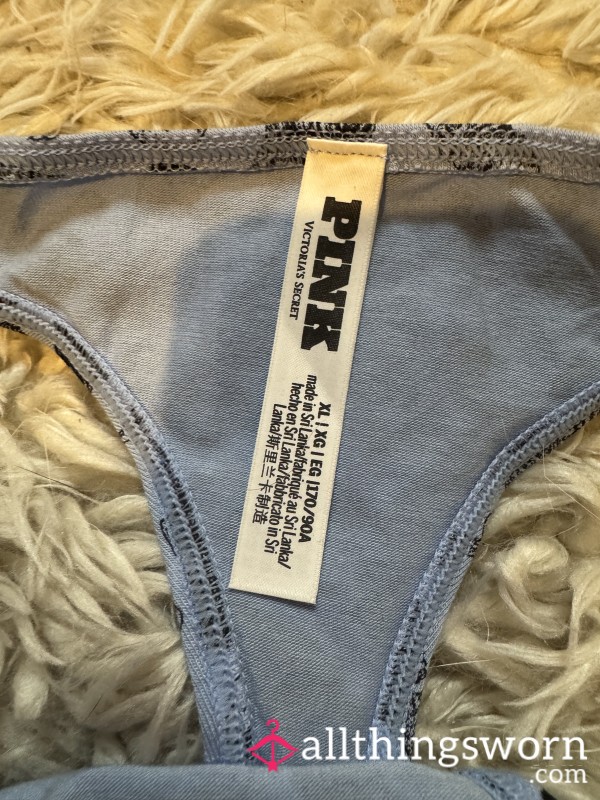 PINK
VICTORIA'S SECRET
XL | XG | EG |170/90A
made in Sri Lanka/fabriqué au Sri Lanka/
hecho en Sri Lanka/fabbricato in Sri
Lanka/斯里兰卡制造
allthingsworn
.com